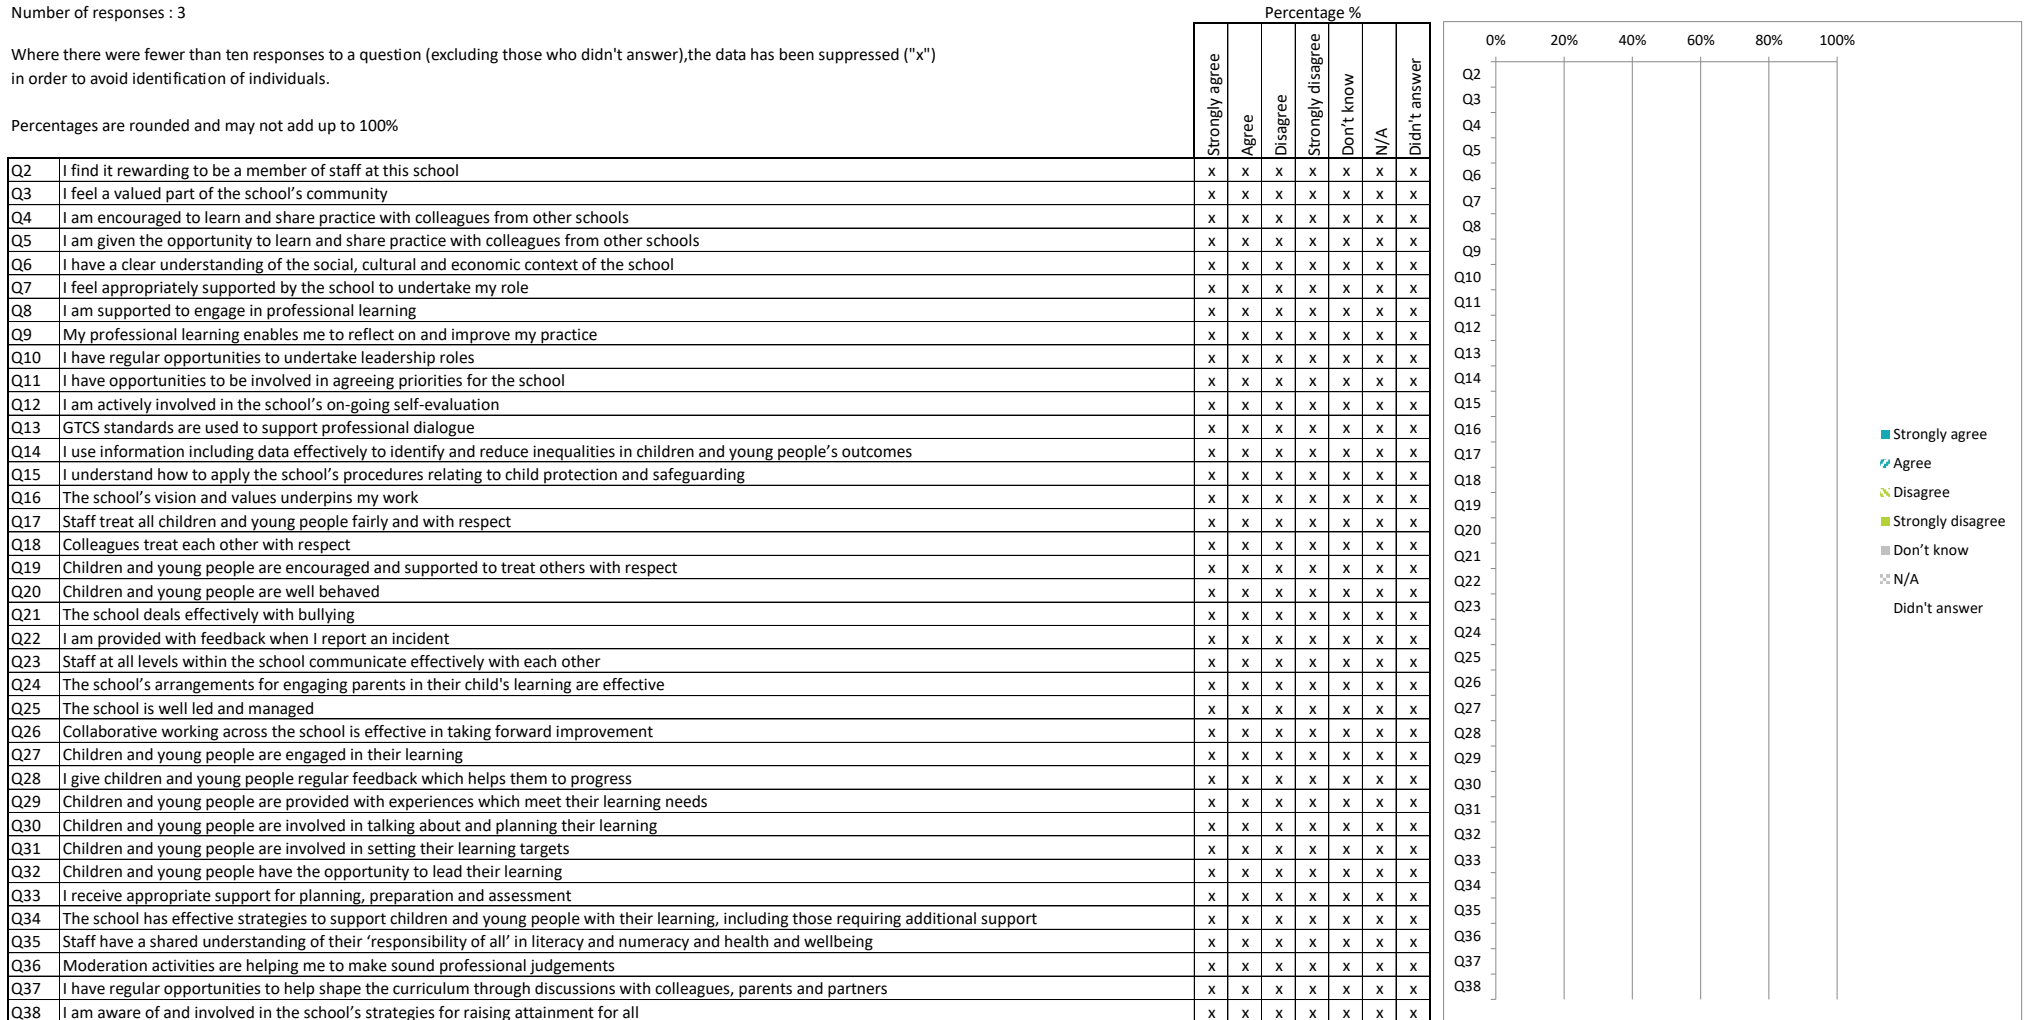 Number of responses : 3
Percentage %
Where there were fewer than ten responses to a question (excluding those who didn't answer),the data has been suppressed ("x")
in order to avoid identification of individuals.
Percentages are rounded and may not add up to 100%
Strongly agree
Agree
Disagree
Strongly disagree
Don't know
N/A
Didn't answer
Q2 I find it rewarding to be a member of staff at this school x x x x x x x
Q3 I feel a valued part of the school’s community x x x x x x x
Q4 I am encouraged to learn and share practice with colleagues from other schools x x x x x x x
Q5 I am given the opportunity to learn and share practice with colleagues from other schools x x x x x x x
Q6 I have a clear understanding of the social, cultural and economic context of the school x x x x x x x
Q7 I feel appropriately supported by the school to undertake my role x x x x x x x
Q8 I am supported to engage in professional learning x x x x x x x
Q9 My professional learning enables me to reflect on and improve my practice x x x x x x x
Q10 I have regular opportunities to undertake leadership roles x x x x x x x
Q11 I have opportunities to be involved in agreeing priorities for the school x x x x x x x
Q12 I am actively involved in the school’s on-going self-evaluation x x x x x x x
Q13 GTCS standards are used to support professional dialogue x x x x x x x
Q14 I use information including data effectively to identify and reduce inequalities in children and young people’s outcomes x x x x x x x
Q15 I understand how to apply the school’s procedures relating to child protection and safeguarding x x x x x x x
Q16 The school’s vision and values underpins my work x x x x x x x
Q17 Staff treat all children and young people fairly and with respect x x x x x x x
Q18 Colleagues treat each other with respect x x x x x x x
Q19 Children and young people are encouraged and supported to treat others with respect x x x x x x x
Q20 Children and young people are well behaved x x x x x x x
Q21 The school deals effectively with bullying x x x x x x x
Q22 I am provided with feedback when I report an incident x x x x x x x
Q23 Staff at all levels within the school communicate effectively with each other x x x x x x x
Q24 The school’s arrangements for engaging parents in their child's learning are effective x x x x x x x
Q25 The school is well led and managed x x x x x x x
Q26 Collaborative working across the school is effective in taking forward improvement x x x x x x x
Q27 Children and young people are engaged in their learning x x x x x x x
Q28 I give children and young people regular feedback which helps them to progress x x x x x x x
Q29 Children and young people are provided with experiences which meet their learning needs x x x x x x x
Q30 Children and young people are involved in talking about and planning their learning x x x x x x x
Q31 Children and young people are involved in setting their learning targets x x x x x x x
Q32 Children and young people have the opportunity to lead their learning x x x x x x x
Q33 I receive appropriate support for planning, preparation and assessment x x x x x x x
Q34 The school has effective strategies to support children and young people with their learning, including those requiring additional support x x x x x x x
Q35 Staff have a shared understanding of their ‘responsibility of all’ in literacy and numeracy and health and wellbeing x x x x x x x
Q36 Moderation activities are helping me to make sound professional judgements x x x x x x x
Q37 I have regular opportunities to help shape the curriculum through discussions with colleagues, parents and partners x x x x x x x
Q38 I am aware of and involved in the school’s strategies for raising attainment for all x x x x x x x
0% 20% 40% 60% 80% 100%
Q2
Q3
Q4
Q5
Q6
Q7
Q8
Q9
Q10
Q11
Q12
Q13
Q14
Q15
Q16
Q17
Q18
Q19
Q20
Q21
Q22
Q23
Q24
Q25
Q26
Q27
Q28
Q29
Q30
Q31
Q32
Q33
Q34
Q35
Q36
Q37
Q38
Strongly agree
Agree
Disagree
Strongly disagree
Don’t know
N/A
Didn't answer